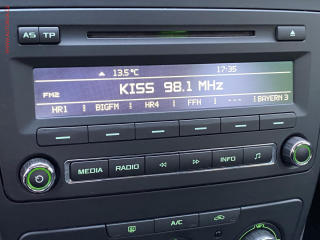 AS TP
13.5°C 17:35
KISS 98.1 MHz
FM2
HR1 BIGFM HR4 FFH --- BAYERN 3
MEDIA RADIO INFO
A/C